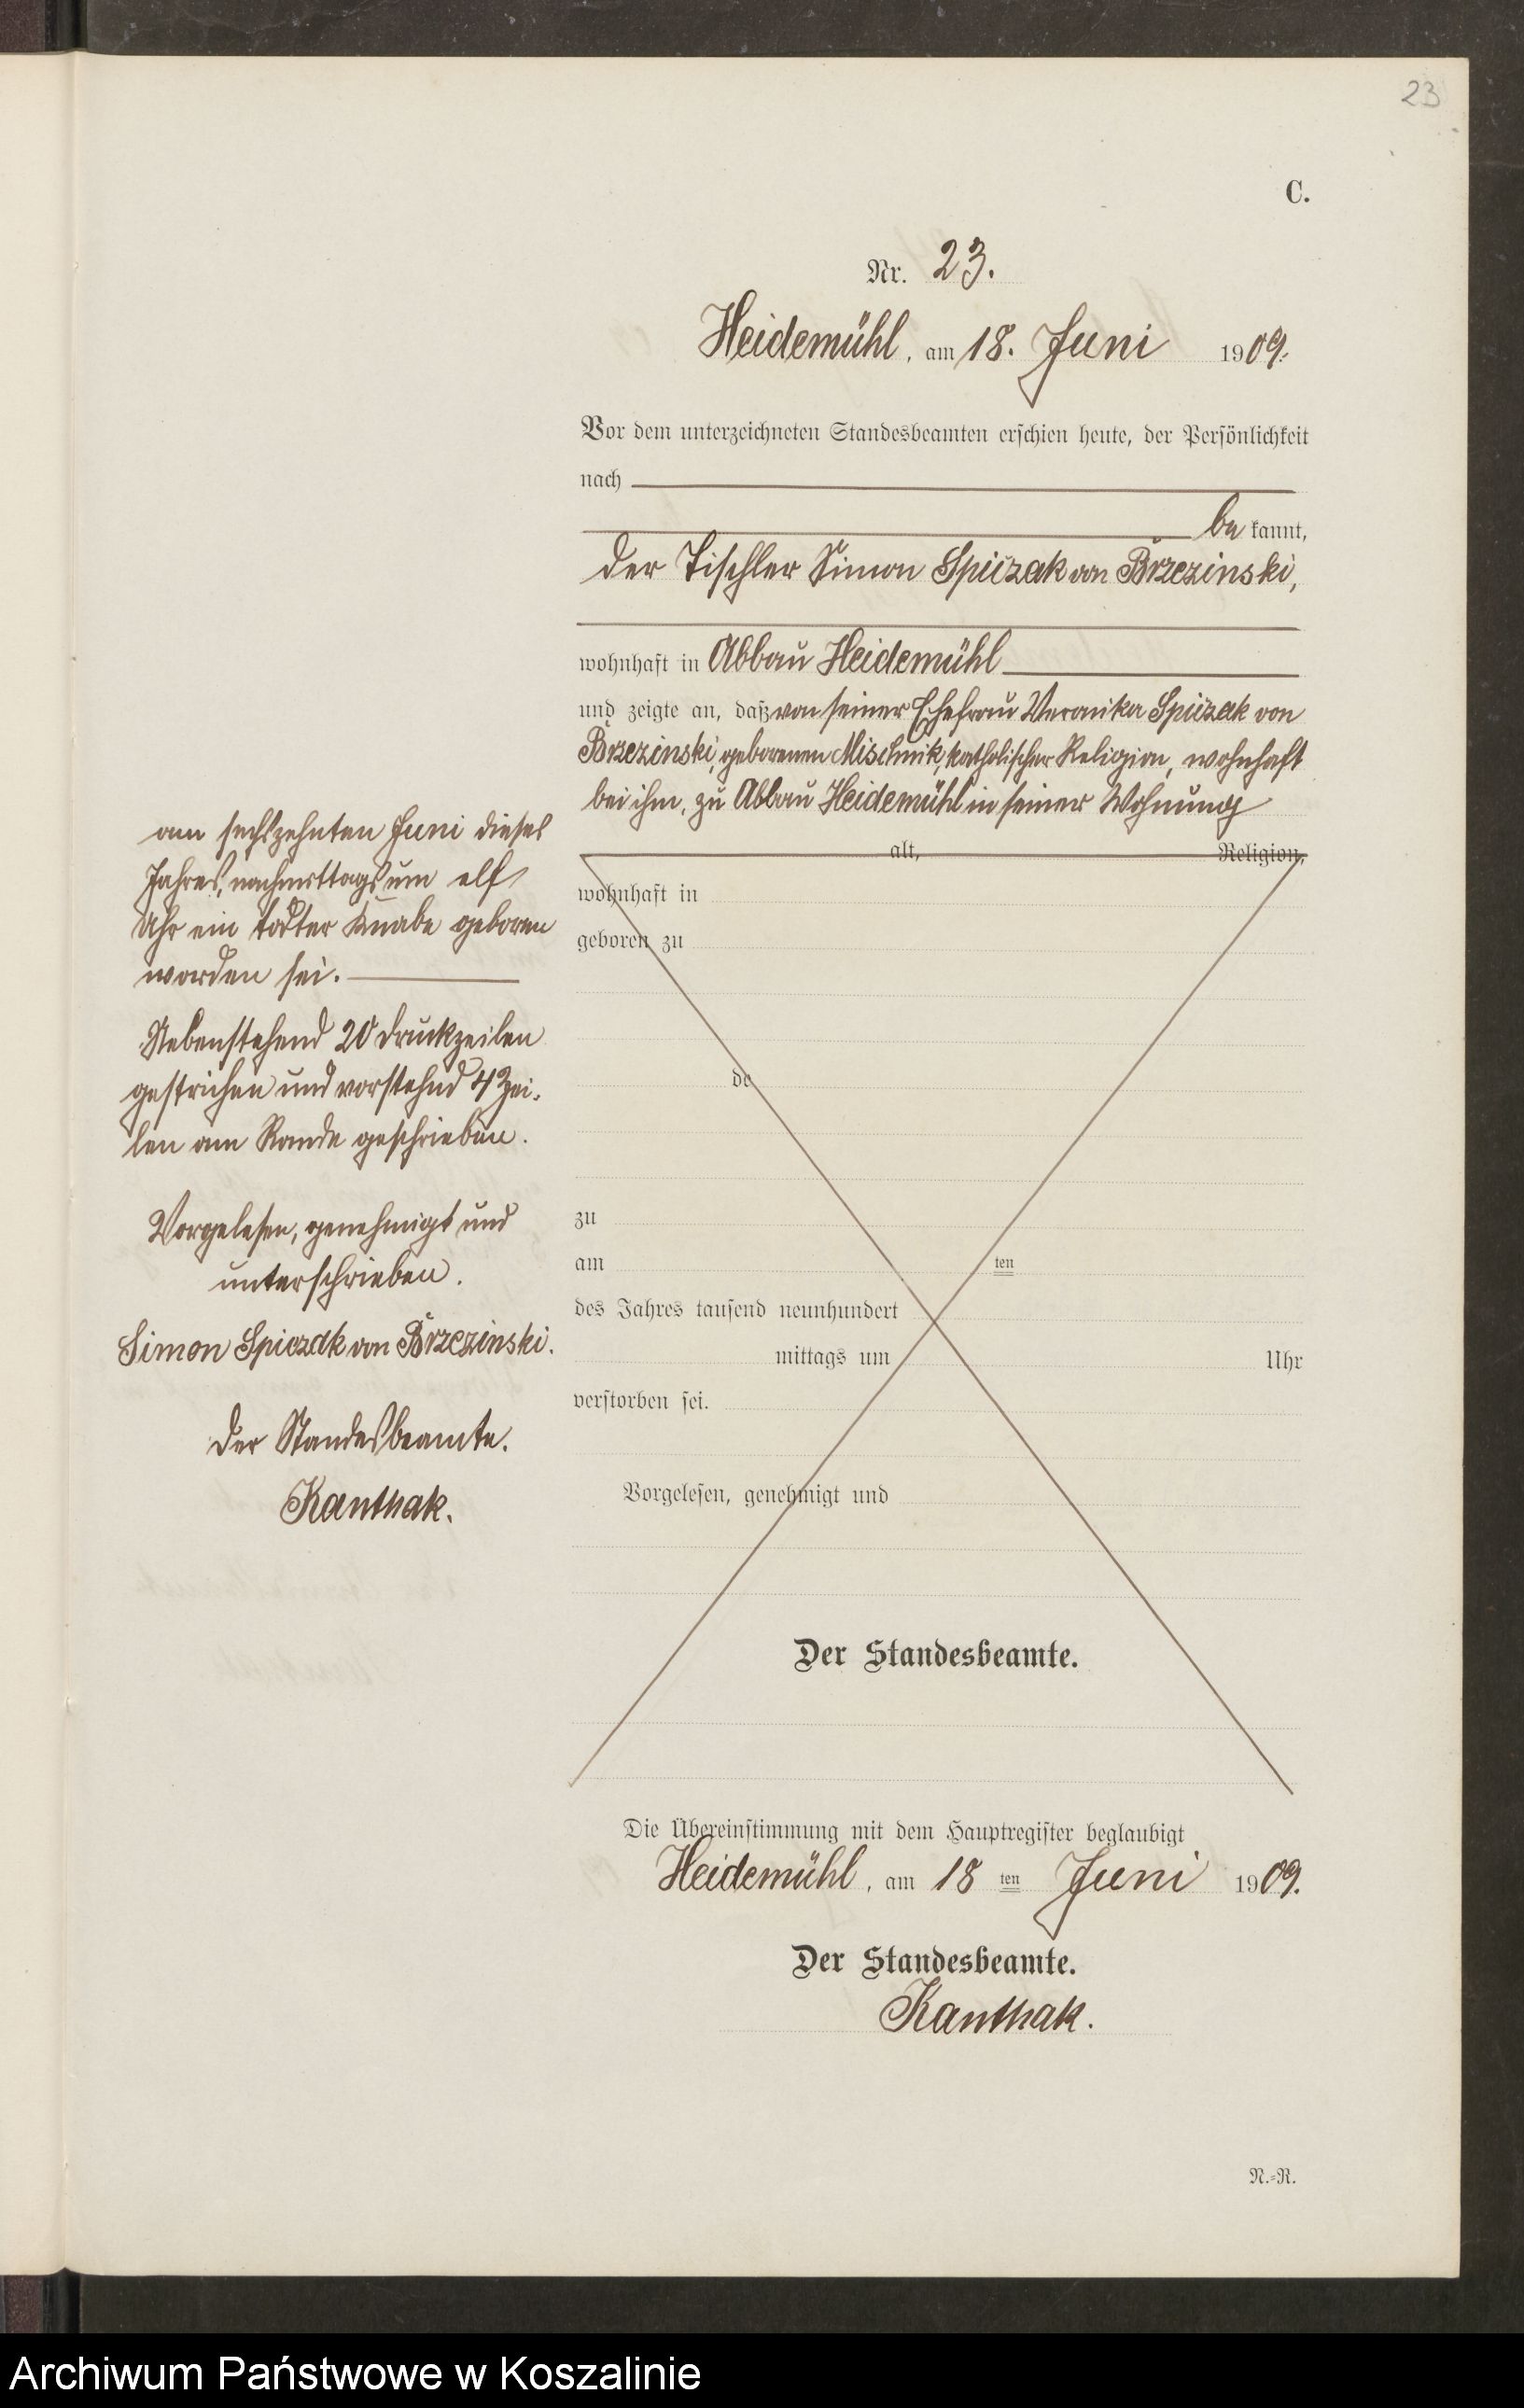 23
C.
Nr. 23.
Heidemühl, am 18. Juni 1909.
Vor dem unterzeichneten Standesbeamten erschien heute, der Persönlichkeit
nach
be kannt,
der Tischler Simon Spiczak von Brzezinski,
wohnhaft in Abbau Heidemühl
und zeigte an, daß von seiner Ehefrau Veronika Spiczak von
Brzezinski, geborenen Mischnik, katholischer Religion, wohnhaft
bei ihm, zu Abbau Heidemühl in seiner Wohnung
alt, Religion,
wohnhaft in
geboren zu
de
zu
am ten
des Jahres tausend neunhundert
mittags um Uhr
verstorben sei.
Vorgelesen, genehmigt und
Der Standesbeamte.
am sechszehnten Juni dieses
Jahres, nachmittags um elf
Uhr ein todter Knabe geboren
worden sei.
Nebenstehend 20 Druckzeilen
gestrichen und vorstehnd 4 Zei-
len am Rande geschrieben.
Vorgelesen, genehmigt und
unterschrieben.
Simon Spiczak von Brzezinski.
Der Standesbeamte.
Kanthak.
Die Übereinstimmung mit dem Hauptregister beglaubigt
Heidemühl, am 18 ten Juni 1909.
Der Standesbeamte.
Kanthak.
N.-R.
Archiwum Państwowe w Koszalinie